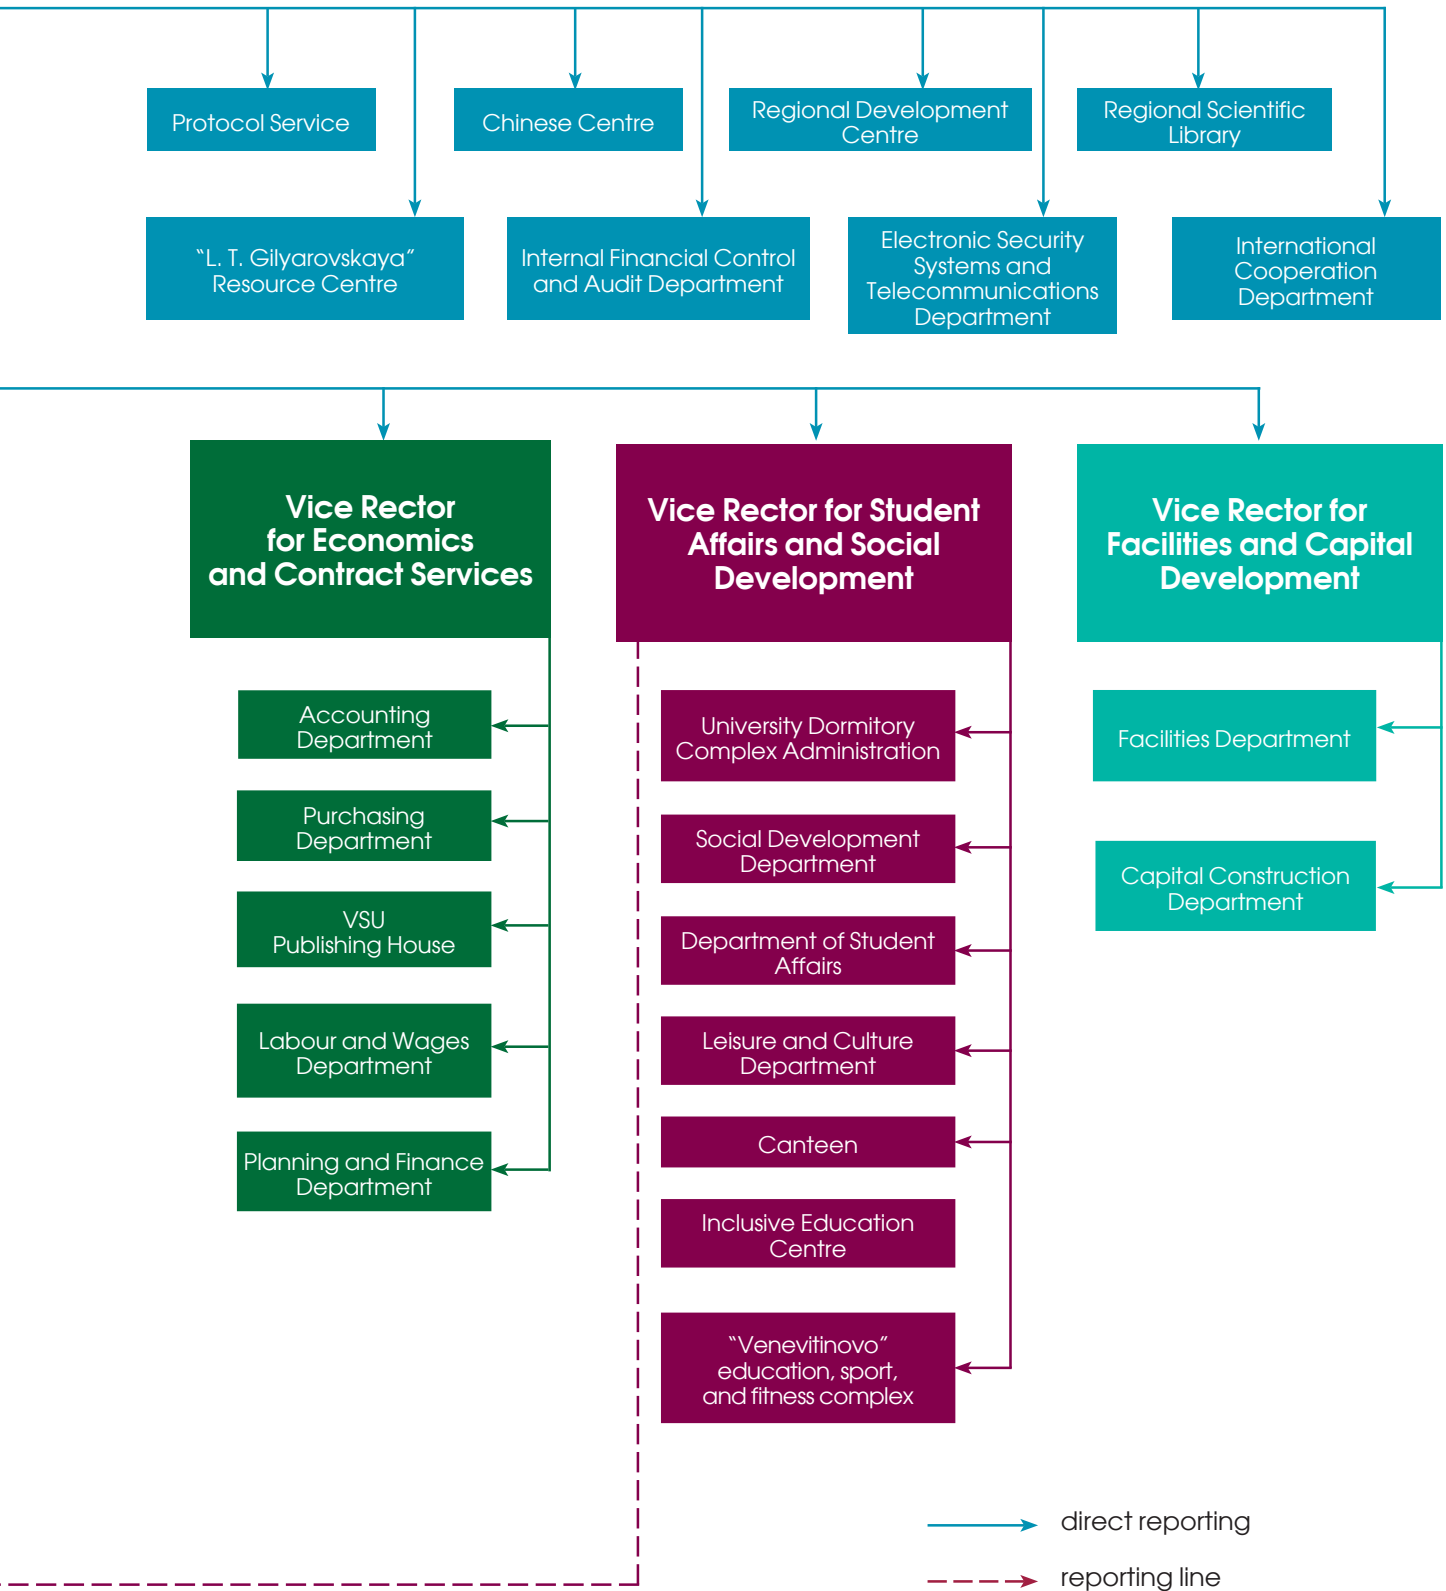 Protocol Service
Chinese Centre
Regional Development
Centre
Regional Scientific
Library
“L. T. Gilyarovskaya”
Resource Centre
Internal Financial Control
and Audit Department
Electronic Security
Systems and
Telecommunications
Department
International
Cooperation
Department
Vice Rector
for Economics
and Contract Services
Accounting
Department
Purchasing
Department
VSU
Publishing House
Labour and Wages
Department
Planning and Finance
Department
Vice Rector for Student
Affairs and Social
Development
University Dormitory
Complex Administration
Social Development
Department
Department of Student
Affairs
Leisure and Culture
Department
Canteen
Inclusive Education
Centre
“Venevitinovo”
education, sport,
and fitness complex
Vice Rector for
Facilities and Capital
Development
Facilities Department
Capital Construction
Department
direct reporting
reporting line